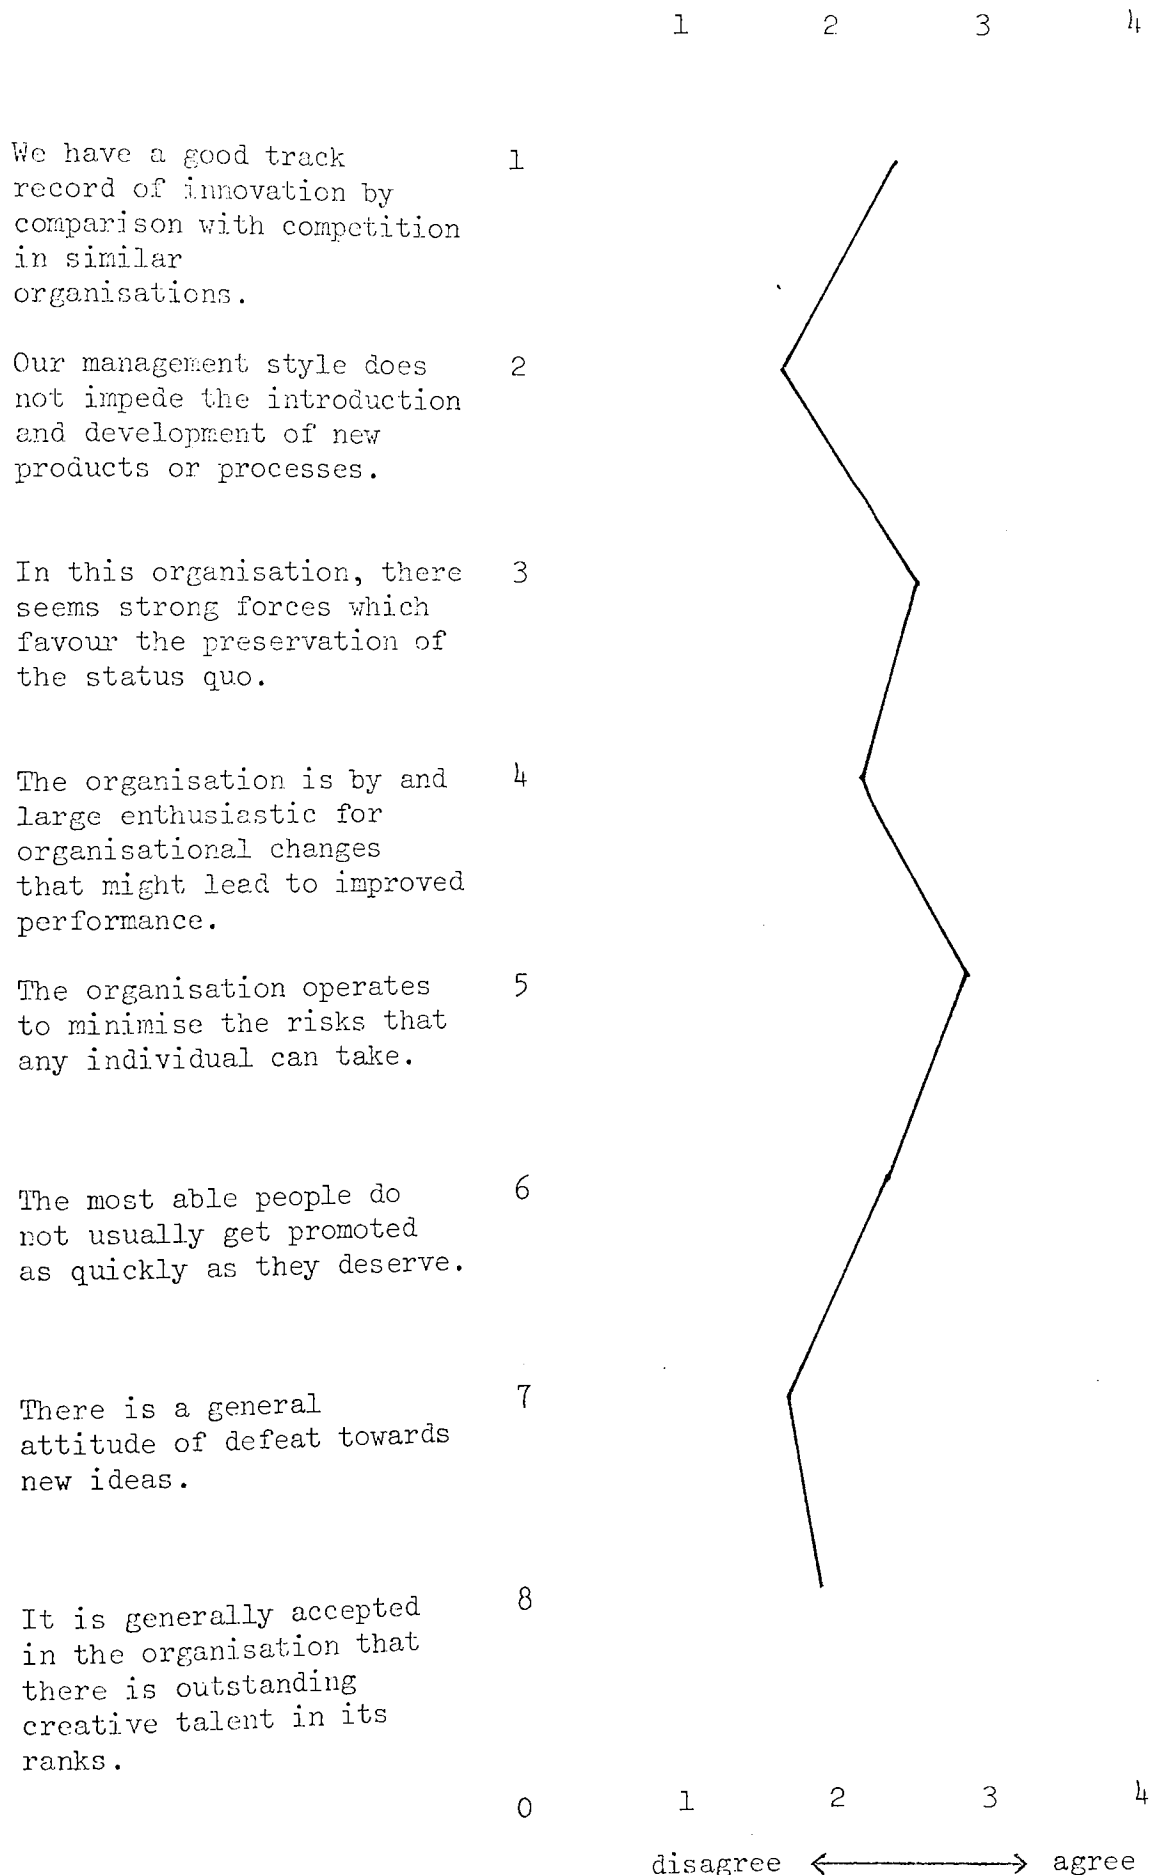 1 2 3 4
We have a good track 1
record of innovation by
comparison with competition
in similar
organisations.
Our management style does 2
not impede the introduction
and development of new
products or processes.
In this organisation, there 3
seems strong forces which
favour the preservation of
the status quo.
The organisation is by and 4
large enthusiastic for
organisational changes
that might lead to improved
performance.
The organisation operates 5
to minimise the risks that
any individual can take.
The most able people do 6
not usually get promoted
as quickly as they deserve.
There is a general 7
attitude of defeat towards
new ideas.
It is generally accepted 8
in the organisation that
there is outstanding
creative talent in its
ranks.
0 1 2 3 4
disagree <----> agree